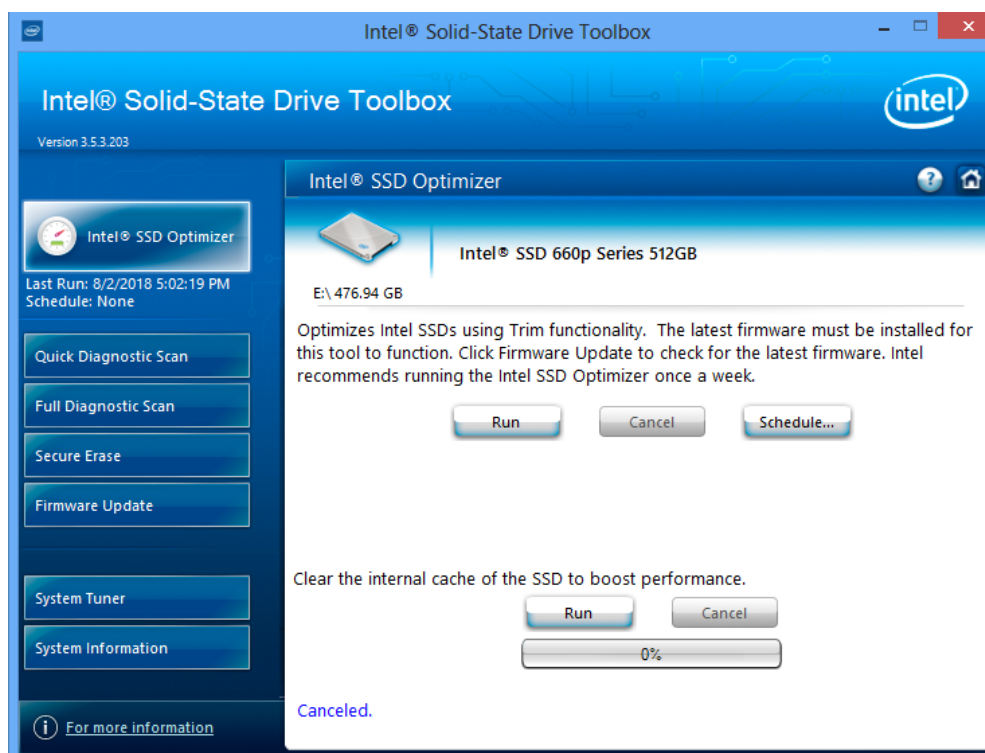 Intel® Solid-State Drive Toolbox
Intel® Solid-State Drive Toolbox
intel
Version 3.5.3.203
Intel® SSD Optimizer
?
Intel® SSD Optimizer
Last Run: 8/2/2018 5:02:19 PM
Schedule: None
Quick Diagnostic Scan
Full Diagnostic Scan
Secure Erase
Firmware Update
System Tuner
System Information
i For more information
Intel® SSD 660p Series 512GB
E:\ 476.94 GB
Optimizes Intel SSDs using Trim functionality. The latest firmware must be installed for
this tool to function. Click Firmware Update to check for the latest firmware. Intel
recommends running the Intel SSD Optimizer once a week.
Run Cancel Schedule...
Clear the internal cache of the SSD to boost performance.
Run Cancel
0%
Canceled.